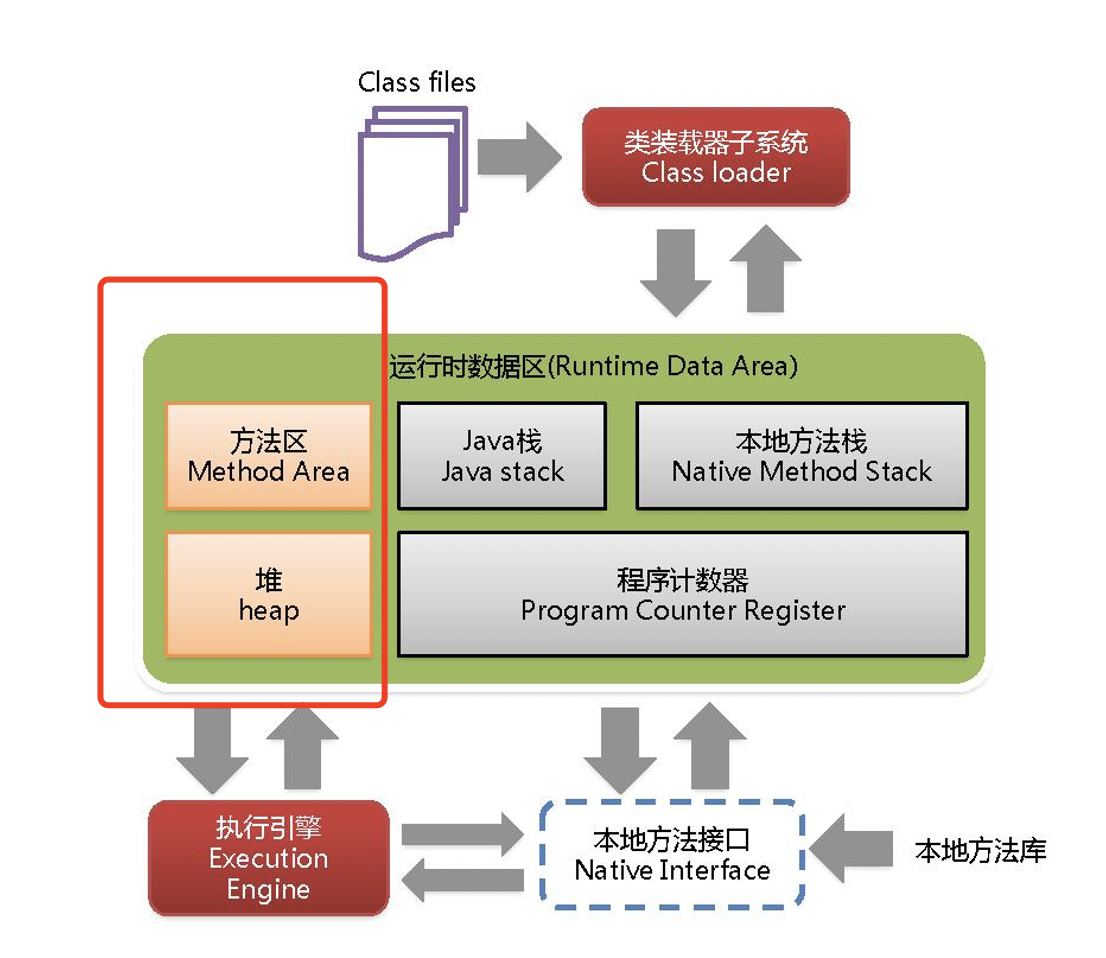 Class files
类装载器子系统
Class loader
运行时数据区(Runtime Data Area)
方法区
Method Area
Java栈
Java stack
本地方法栈
Native Method Stack
堆
heap
程序计数器
Program Counter Register
执行引擎
Execution
Engine
本地方法接口
Native Interface
本地方法库